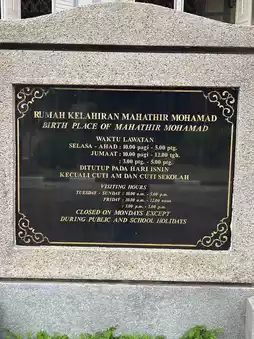 RUMAH KELAHIRAN MAHATHIR MOHAMAD
BIRTH PLACE OF MAHATHIR MOHAMAD
WAKTU LAWATAN
SELASA - AHAD : 10.00 pagi - 5.00 ptg.
JUMAAT : 10.00 pagi - 12.00 tgh.
: 3.00 ptg. - 5.00 ptg.
DITUTUP PADA HARI ISNIN
KECUALI CUTI AM DAN CUTI SEKOLAH
VISITING HOURS
TUESDAY - SUNDAY : 10.00 a.m. - 5.00 p.m.
FRIDAY : 10.00 a.m. - 12.00 noon
: 3.00 p.m. - 5.00 p.m.
CLOSED ON MONDAYS EXCEPT
DURING PUBLIC AND SCHOOL HOLIDAYS